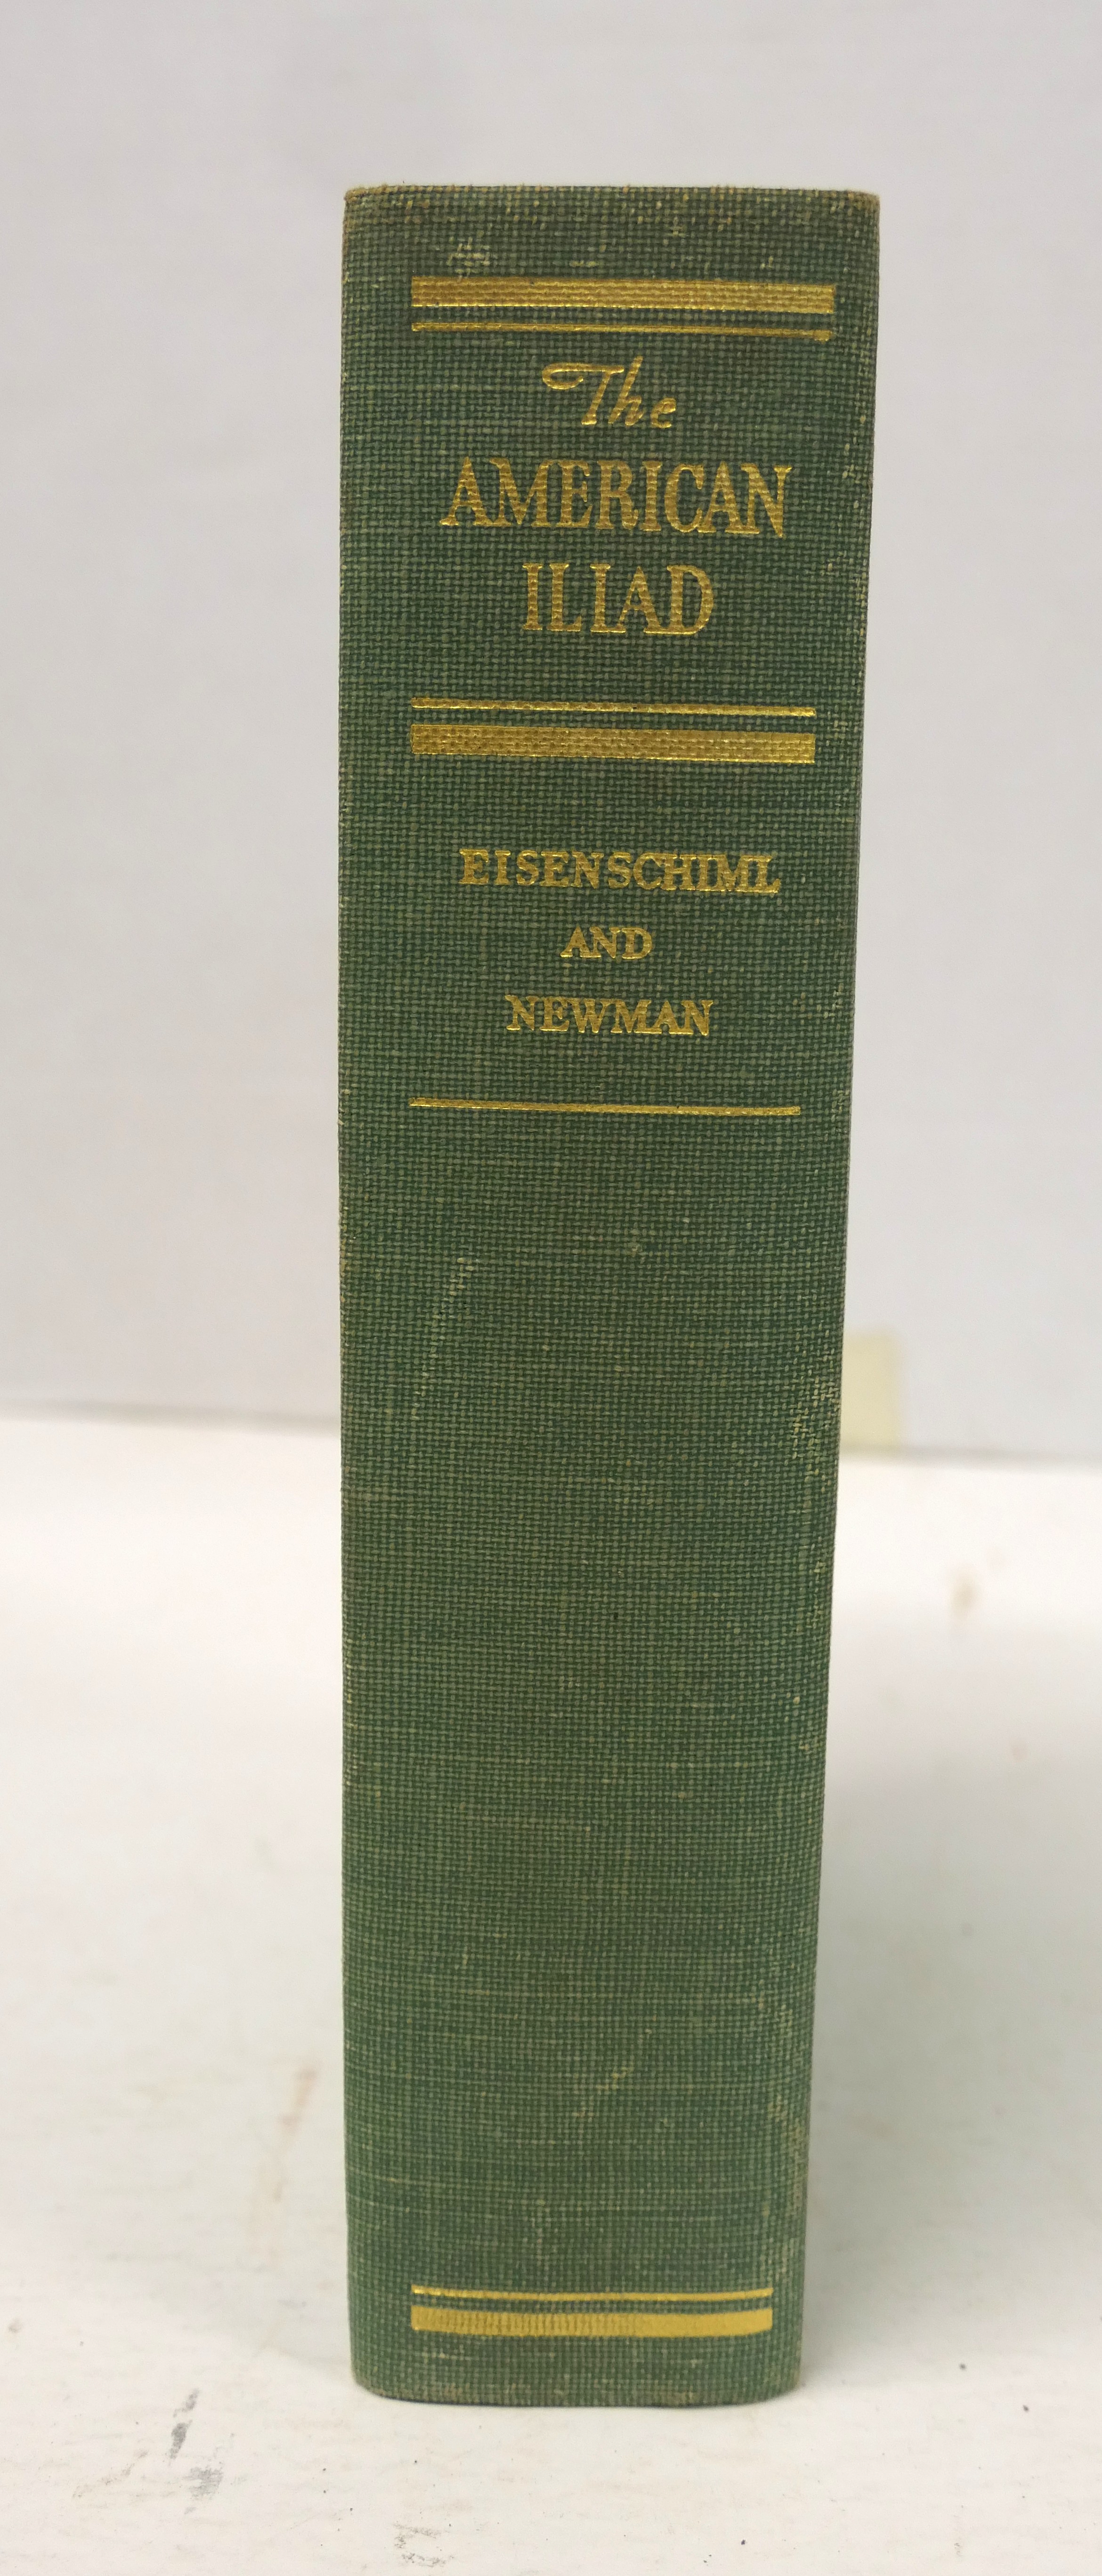 The
AMERICAN
ILIAD
EISENSCHIML
AND
NEWMAN